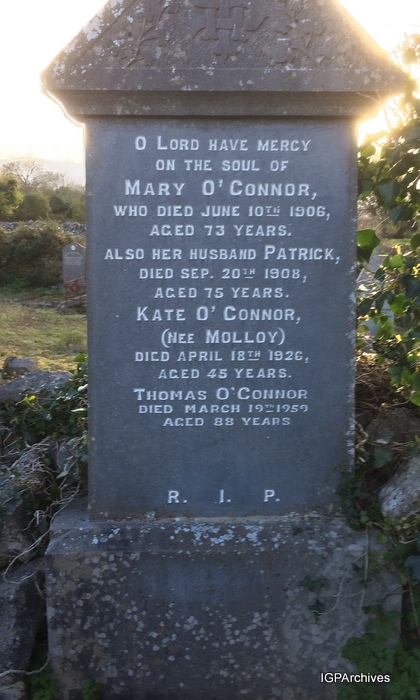 IHS
O LORD HAVE MERCY
ON THE SOUL OF
MARY O'CONNOR,
WHO DIED JUNE 10TH 1906,
AGED 73 YEARS.
ALSO HER HUSBAND PATRICK,
DIED SEP. 20TH 1908,
AGED 75 YEARS.
KATE O'CONNOR,
(NEE MOLLOY)
DIED APRIL 18TH 1926,
AGED 45 YEARS.
THOMAS O'CONNOR
DIED MARCH 19TH 1959
AGED 88 YEARS
R. I. P.
IGPArchives